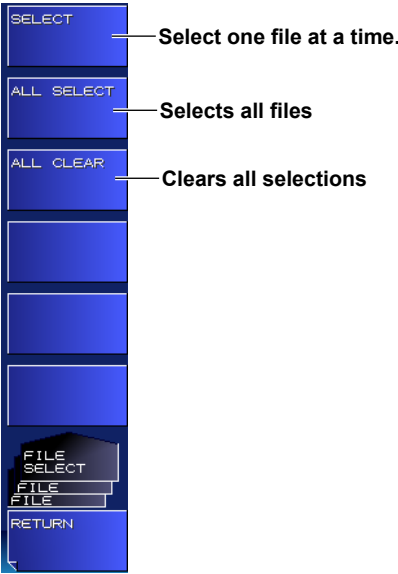 SELECT
Select one file at a time.
ALL SELECT
Selects all files
ALL CLEAR
Clears all selections
FILE
SELECT
FILE
FILE
RETURN